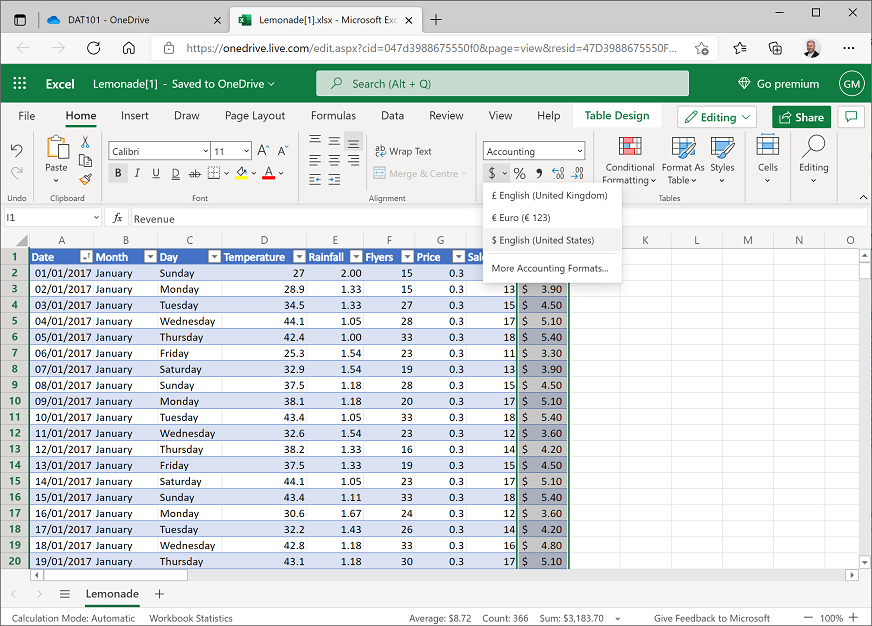 DAT101 - OneDrive
Lemonade[1].xlsx - Microsoft Exc
https://onedrive.live.com/edit.aspx?cid=047d3988675550f0&page=view&resid=47D3988675550F...
Excel Lemonade[1] - Saved to OneDrive Search (Alt + Q) Go premium GM
File Home Insert Draw Page Layout Formulas Data Review View Help Table Design Editing Share
Calibri 11 A A ab Wrap Text Accounting
Paste B I U D ab A Merge & Centre $ % 9 Conditional Formatting Format As Table Styles Cells Editing
Undo Clipboard Font Alignment Tables
£ English (United Kingdom)
€ Euro (€ 123)
$ English (United States)
More Accounting Formats...
I1 fx Revenue
A B C D E F G K L M N O
1 Date Month Day Temperature Rainfall Flyers Price Sal
2 01/01/2017 January Sunday 27 2.00 15 0.3
3 02/01/2017 January Monday 28.9 1.33 15 0.3 13 $ 3.90
4 03/01/2017 January Tuesday 34.5 1.33 27 0.3 15 $ 4.50
5 04/01/2017 January Wednesday 44.1 1.05 28 0.3 17 $ 5.10
6 05/01/2017 January Thursday 42.4 1.00 33 0.3 18 $ 5.40
7 06/01/2017 January Friday 25.3 1.54 23 0.3 11 $ 3.30
8 07/01/2017 January Saturday 32.9 1.54 19 0.3 13 $ 3.90
9 08/01/2017 January Sunday 37.5 1.18 28 0.3 15 $ 4.50
10 09/01/2017 January Monday 38.1 1.18 20 0.3 17 $ 5.10
11 10/01/2017 January Tuesday 43.4 1.05 33 0.3 18 $ 5.40
12 11/01/2017 January Wednesday 32.6 1.54 23 0.3 12 $ 3.60
13 12/01/2017 January Thursday 38.2 1.33 16 0.3 14 $ 4.20
14 13/01/2017 January Friday 37.5 1.33 19 0.3 15 $ 4.50
15 14/01/2017 January Saturday 44.1 1.05 23 0.3 17 $ 5.10
16 15/01/2017 January Sunday 43.4 1.11 33 0.3 18 $ 5.40
17 16/01/2017 January Monday 30.6 1.67 24 0.3 12 $ 3.60
18 17/01/2017 January Tuesday 32.2 1.43 26 0.3 14 $ 4.20
19 18/01/2017 January Wednesday 42.8 1.18 33 0.3 16 $ 4.80
20 19/01/2017 January Thursday 43.1 1.18 30 0.3 17 $ 5.10
Lemonade
Calculation Mode: Automatic Workbook Statistics Average: $8.72 Count: 366 Sum: $3,183.70 Give Feedback to Microsoft 100%